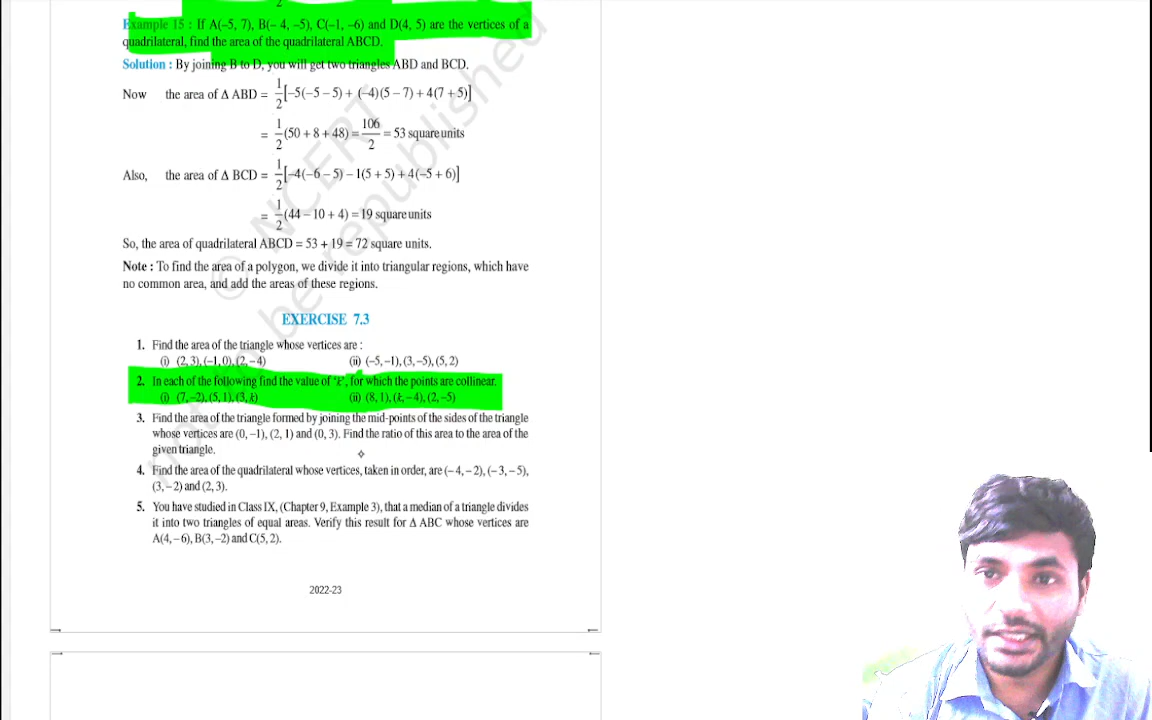 Example 15 : If A(–5, 7), B(– 4, –5), C(–1, –6) and D(4, 5) are the vertices of a
quadrilateral, find the area of the quadrilateral ABCD.
Solution : By joining B to D, you will get two triangles ABD and BCD.
Now the area of Δ ABD = 1/2 [–5(–5 – 5) + (–4)(5 – 7) + 4(7 + 5)]
= 1/2 (50 + 8 + 48) = 106/2 = 53 square units
Also, the area of Δ BCD = 1/2 [–4(–6 – 5) – 1(5 + 5) + 4(–5 + 6)]
= 1/2 (44 – 10 + 4) = 19 square units
So, the area of quadrilateral ABCD = 53 + 19 = 72 square units.
Note : To find the area of a polygon, we divide it into triangular regions, which have
no common area, and add the areas of these regions.
EXERCISE 7.3
1. Find the area of the triangle whose vertices are :
(i) (2, 3), (–1, 0), (2, – 4) (ii) (–5, –1), (3, –5), (5, 2)
2. In each of the following find the value of 'k', for which the points are collinear.
(i) (7, –2), (5, 1), (3, k) (ii) (8, 1), (k, – 4), (2, –5)
3. Find the area of the triangle formed by joining the mid-points of the sides of the triangle
whose vertices are (0, –1), (2, 1) and (0, 3). Find the ratio of this area to the area of the
given triangle.
4. Find the area of the quadrilateral whose vertices, taken in order, are (– 4, – 2), (– 3, – 5),
(3, – 2) and (2, 3).
5. You have studied in Class IX, (Chapter 9, Example 3), that a median of a triangle divides
it into two triangles of equal areas. Verify this result for Δ ABC whose vertices are
A(4, – 6), B(3, –2) and C(5, 2).
2022-23
© NCERT
not to be republished